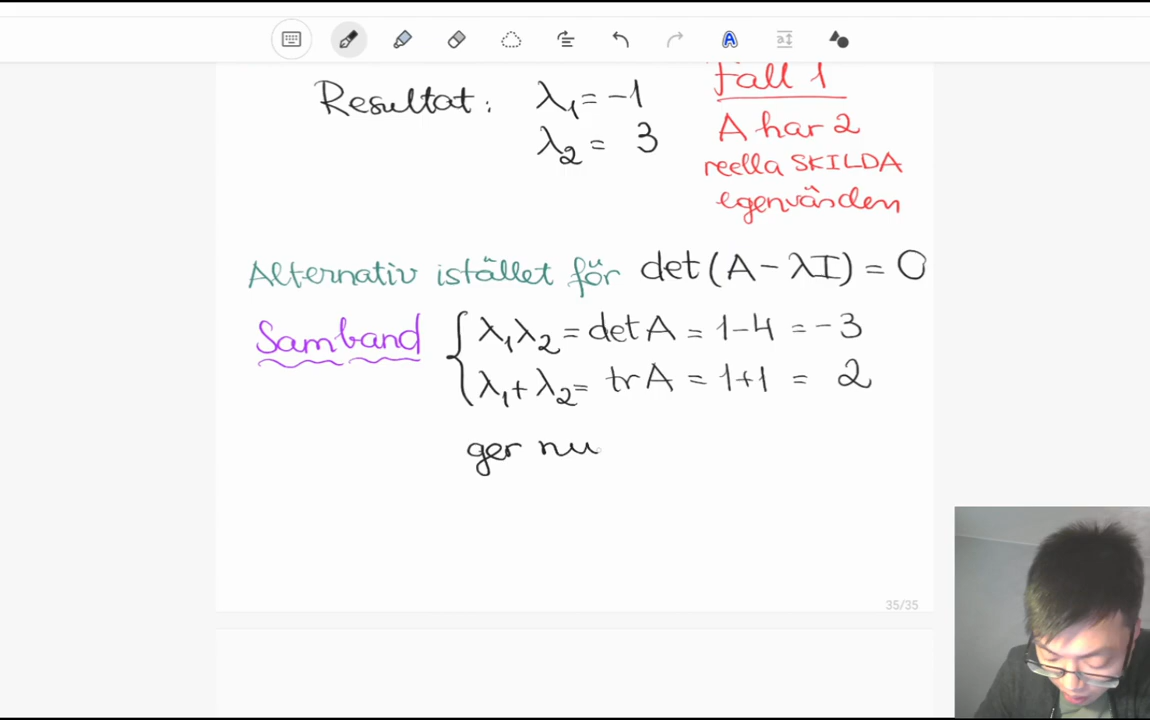 Fall 1
Resultat: λ₁ = -1
λ₂ = 3
A har 2
reella SKILDA
egenvärden
Alternativ istället för det(A - λI) = 0
Samband { λ₁λ₂ = det A = 1-4 = -3
λ₁ + λ₂ = tr A = 1+1 = 2
ger nu
35/35